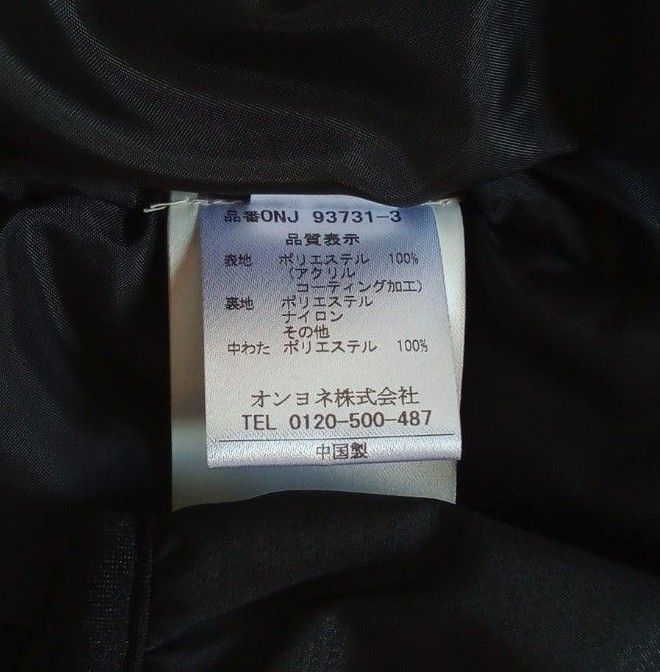 品番ONJ 93731-3
品質表示
表地 ポリエステル 100%
(アクリル
コーティング加工)
裏地 ポリエステル
ナイロン
その他
中わた ポリエステル 100%
オンヨネ株式会社
TEL 0120-500-487
中国製